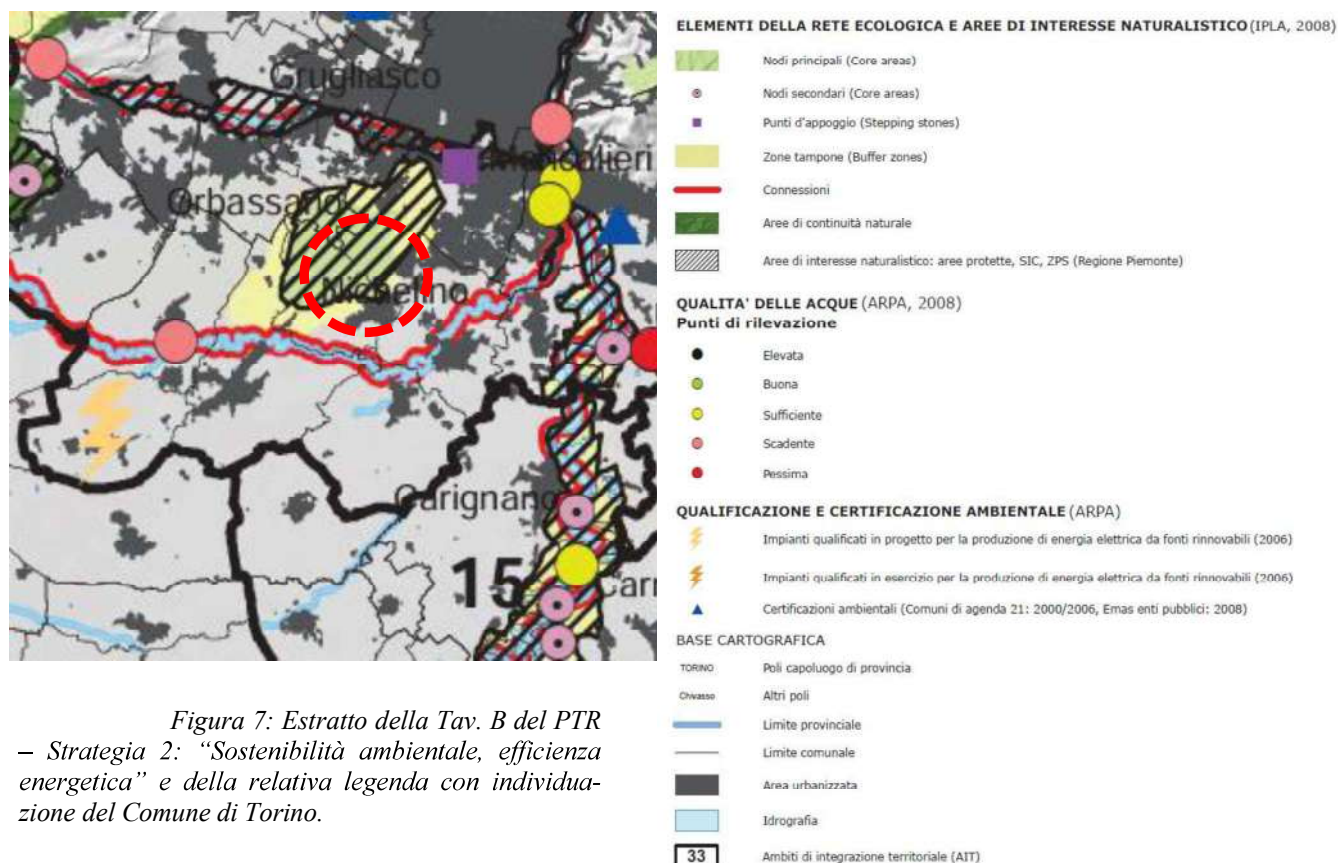 Grugliasco
Moncalieri
Orbassano
Nichelino
Carignano
15
Carr
Figura 7: Estratto della Tav. B del PTR
– Strategia 2: “Sostenibilità ambientale, efficienza
energetica” e della relativa legenda con individua-
zione del Comune di Torino.
ELEMENTI DELLA RETE ECOLOGICA E AREE DI INTERESSE NATURALISTICO (IPLA, 2008)
Nodi principali (Core areas)
Nodi secondari (Core areas)
Punti d'appoggio (Stepping stones)
Zone tampone (Buffer zones)
Connessioni
Aree di continuità naturale
Aree di interesse naturalistico: aree protette, SIC, ZPS (Regione Piemonte)
QUALITA' DELLE ACQUE (ARPA, 2008)
Punti di rilevazione
Elevata
Buona
Sufficiente
Scadente
Pessima
QUALIFICAZIONE E CERTIFICAZIONE AMBIENTALE (ARPA)
Impianti qualificati in progetto per la produzione di energia elettrica da fonti rinnovabili (2006)
Impianti qualificati in esercizio per la produzione di energia elettrica da fonti rinnovabili (2006)
Certificazioni ambientali (Comuni di agenda 21: 2000/2006, Emas enti pubblici: 2008)
BASE CARTOGRAFICA
TORINO Poli capoluogo di provincia
Chivasso Altri poli
Limite provinciale
Limite comunale
Area urbanizzata
Idrografia
33 Ambiti di integrazione territoriale (AIT)